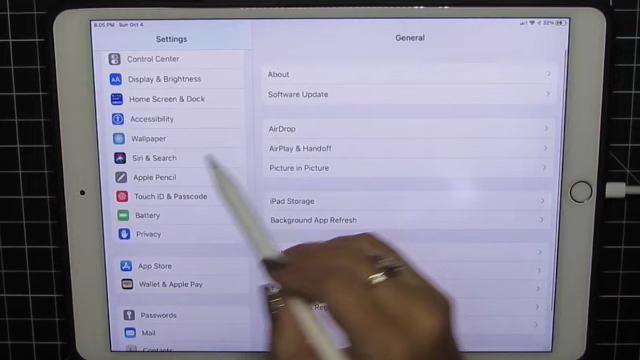 8:05 PM Sun Oct 4
32%
Settings
General
Control Center
Display & Brightness
Home Screen & Dock
Accessibility
Wallpaper
Siri & Search
Apple Pencil
Touch ID & Passcode
Battery
Privacy
App Store
Wallet & Apple Pay
Passwords
Mail
Contacts
About
Software Update
AirDrop
AirPlay & Handoff
Picture in Picture
iPad Storage
Background App Refresh